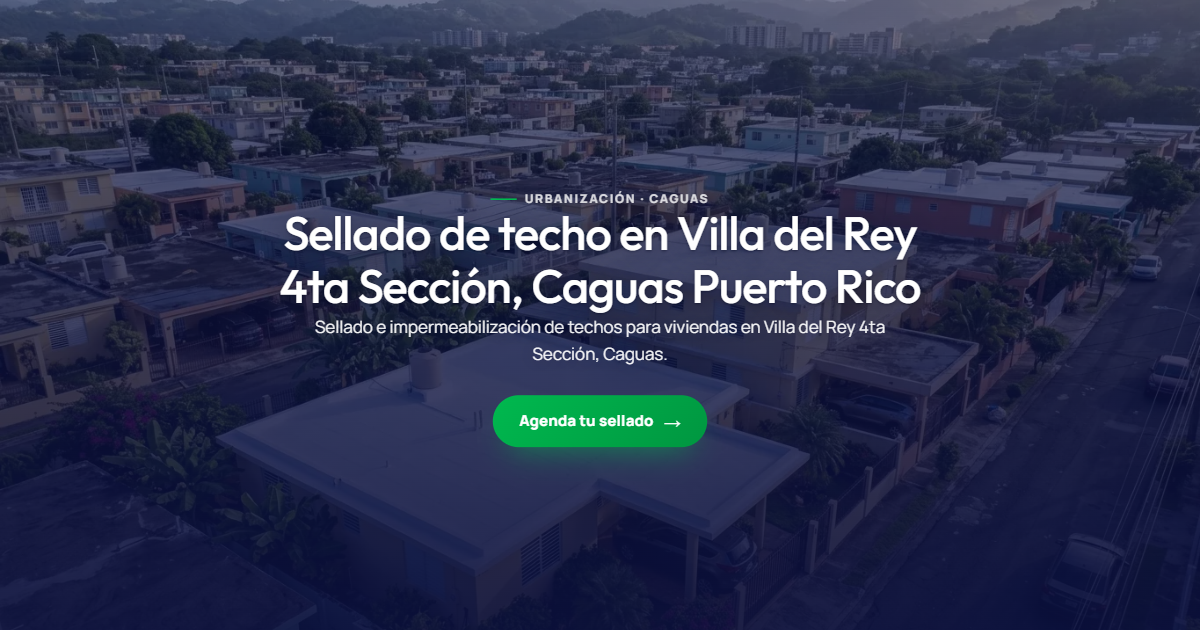 URBANIZACIÓN · CAGUAS
Sellado de techo en Villa del Rey
4ta Sección, Caguas Puerto Rico
Sellado e impermeabilización de techos para viviendas en Villa del Rey 4ta
Sección, Caguas.
Agenda tu sellado →